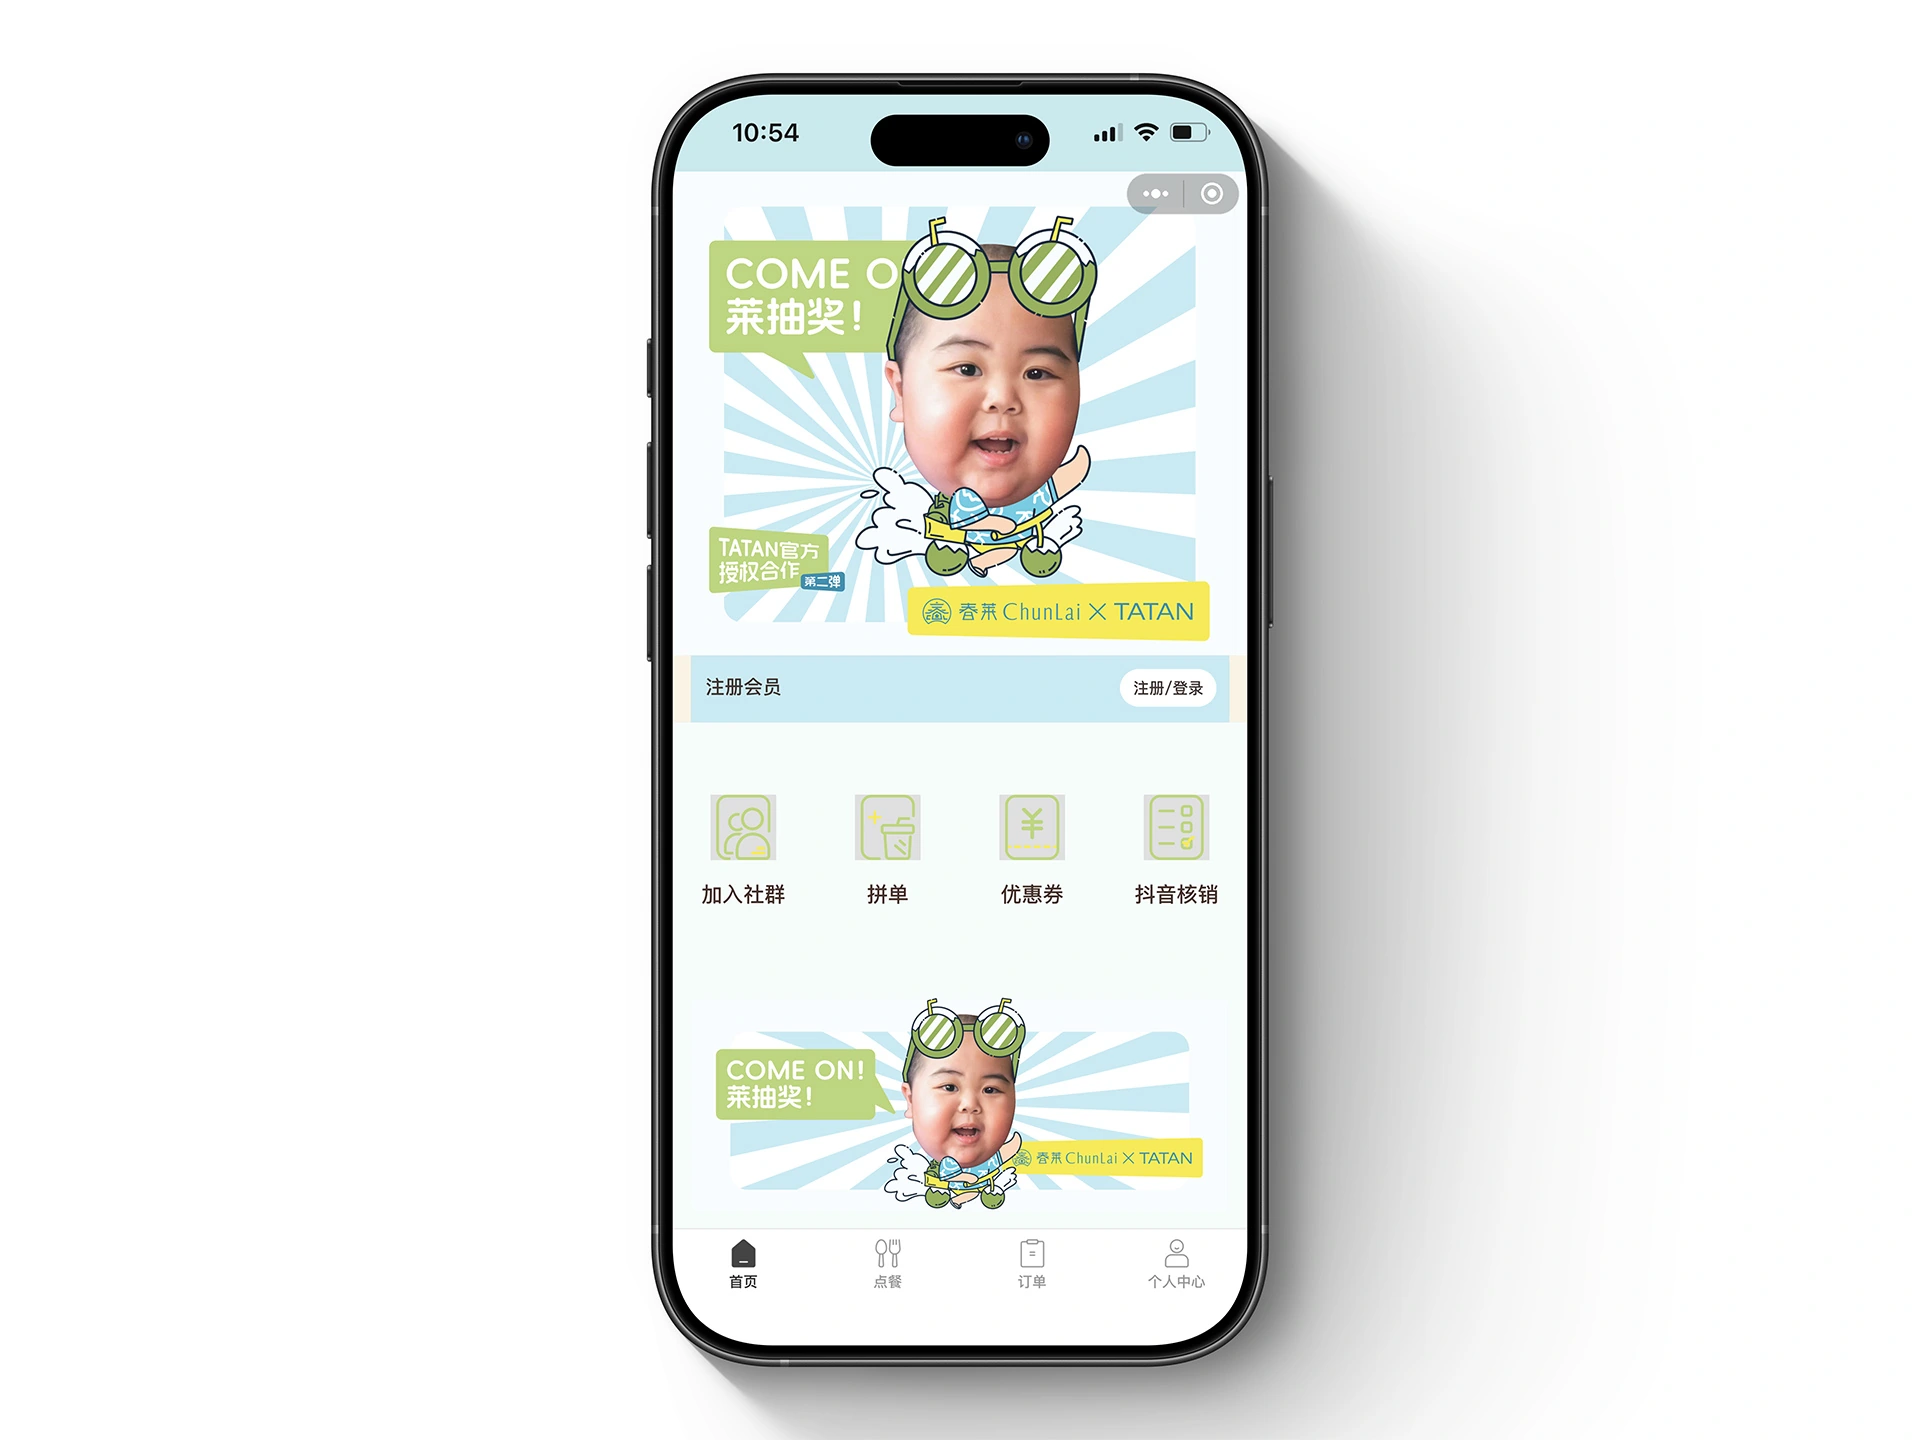 10:54
COME O
莱抽奖！
TATAN官方
授权合作
第二弹
春莱 ChunLai X TATAN
注册会员
注册/登录
加入社群
拼单
优惠券
抖音核销
COME ON!
莱抽奖！
春莱 ChunLai X TATAN
首页
点餐
订单
个人中心